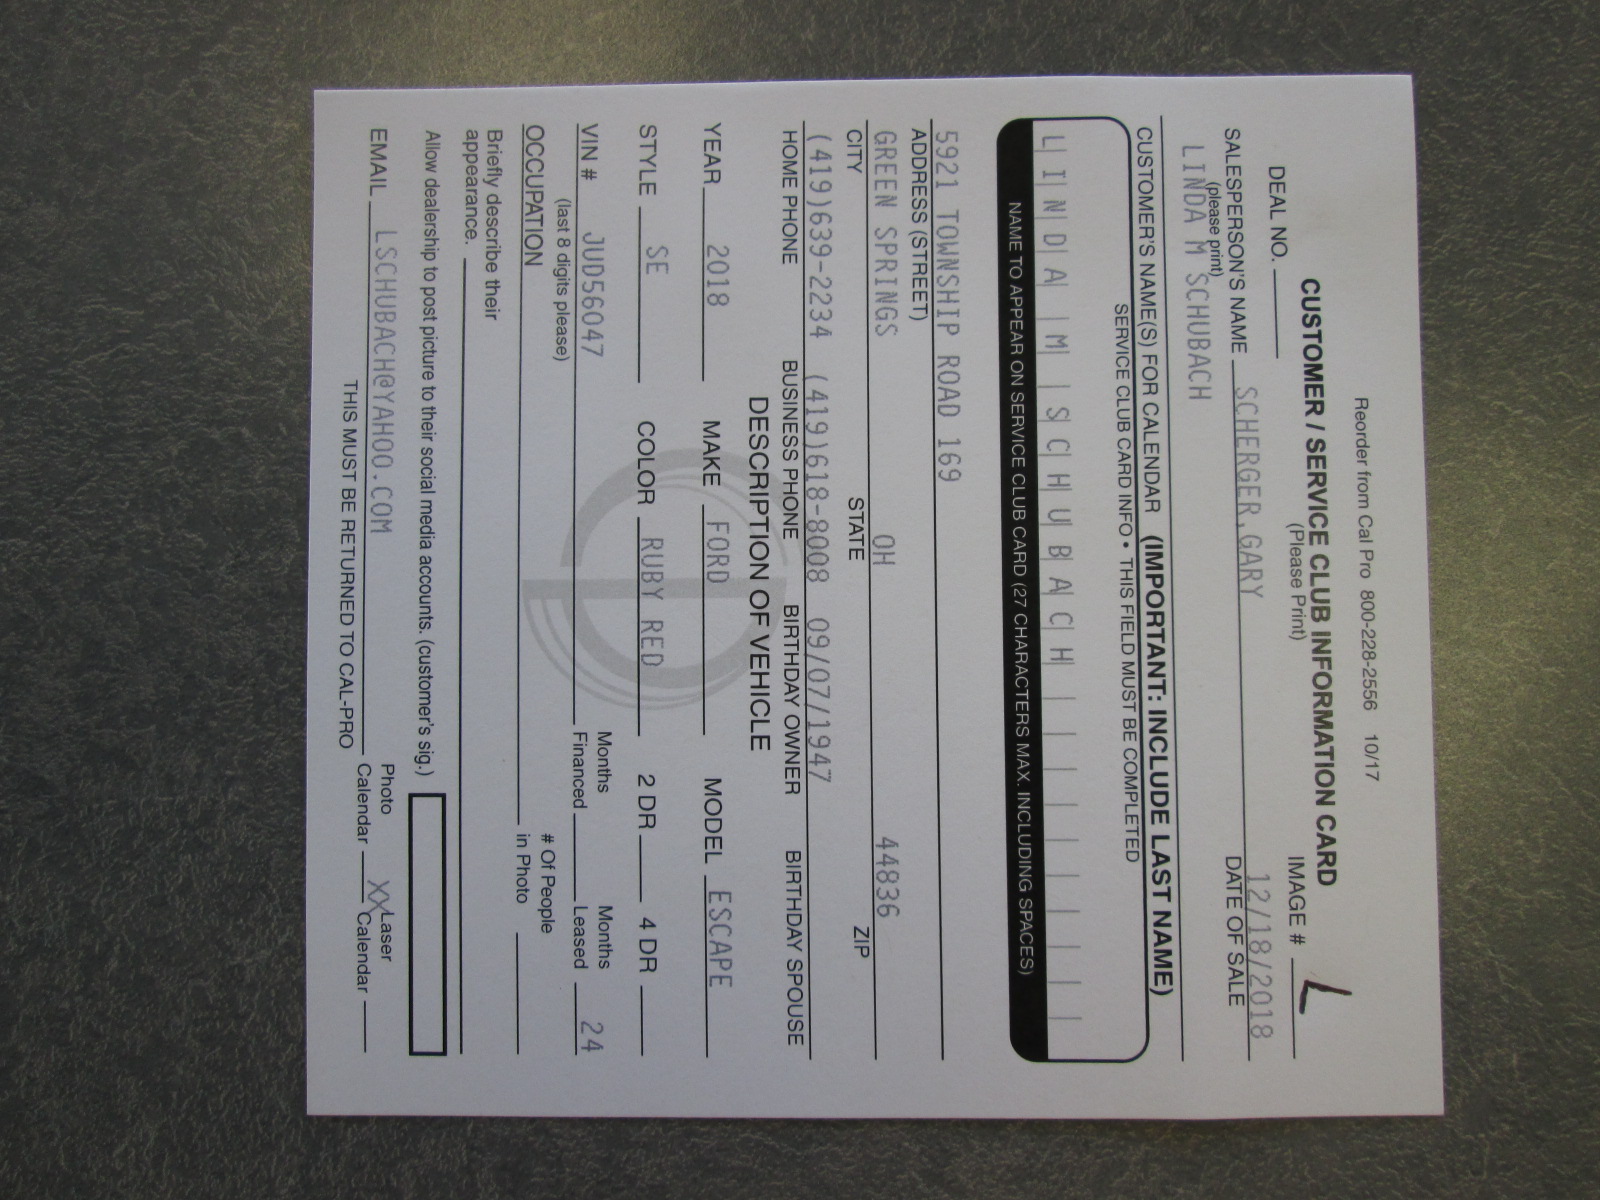 Reorder from Cal Pro 800-228-2556 10/17
CUSTOMER / SERVICE CLUB INFORMATION CARD
(Please Print)
DEAL NO. IMAGE # L
SCHERGER,GARY 12/18/2018
SALESPERSON'S NAME DATE OF SALE
(please print)
LINDA M SCHUBACH
CUSTOMER'S NAME(S) FOR CALENDAR (IMPORTANT: INCLUDE LAST NAME)
SERVICE CLUB CARD INFO • THIS FIELD MUST BE COMPLETED
LINDA M SCHUBACH
NAME TO APPEAR ON SERVICE CLUB CARD (27 CHARACTERS MAX. INCLUDING SPACES)
5921 TOWNSHIP ROAD 169
ADDRESS (STREET)
GREEN SPRINGS OH 44836
CITY STATE ZIP
(419)639-2234 (419)618-8008 09/07/1947
HOME PHONE BUSINESS PHONE BIRTHDAY OWNER BIRTHDAY SPOUSE
DESCRIPTION OF VEHICLE
YEAR 2018 MAKE FORD MODEL ESCAPE
STYLE SE COLOR RUBY RED 2 DR 4 DR
VIN # JUD56047 Months Financed Months Leased 24
(last 8 digits please)
OCCUPATION # Of People in Photo
Briefly describe their
appearance.
Allow dealership to post picture to their social media accounts. (customer's sig.)
EMAIL LSCHUBACH@YAHOO.COM Photo Calendar XX Laser Calendar
THIS MUST BE RETURNED TO CAL-PRO